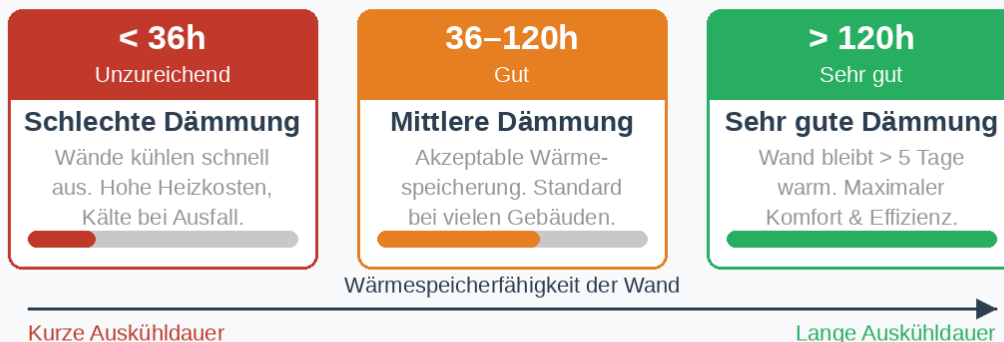 < 36h
Unzureichend
Schlechte Dämmung
Wände kühlen schnell
aus. Hohe Heizkosten,
Kälte bei Ausfall.
36–120h
Gut
Mittlere Dämmung
Akzeptable Wärme-
speicherung. Standard
bei vielen Gebäuden.
> 120h
Sehr gut
Sehr gute Dämmung
Wand bleibt > 5 Tage
warm. Maximaler
Komfort & Effizienz.
Wärmespeicherfähigkeit der Wand
Kurze Auskühldauer
Lange Auskühldauer